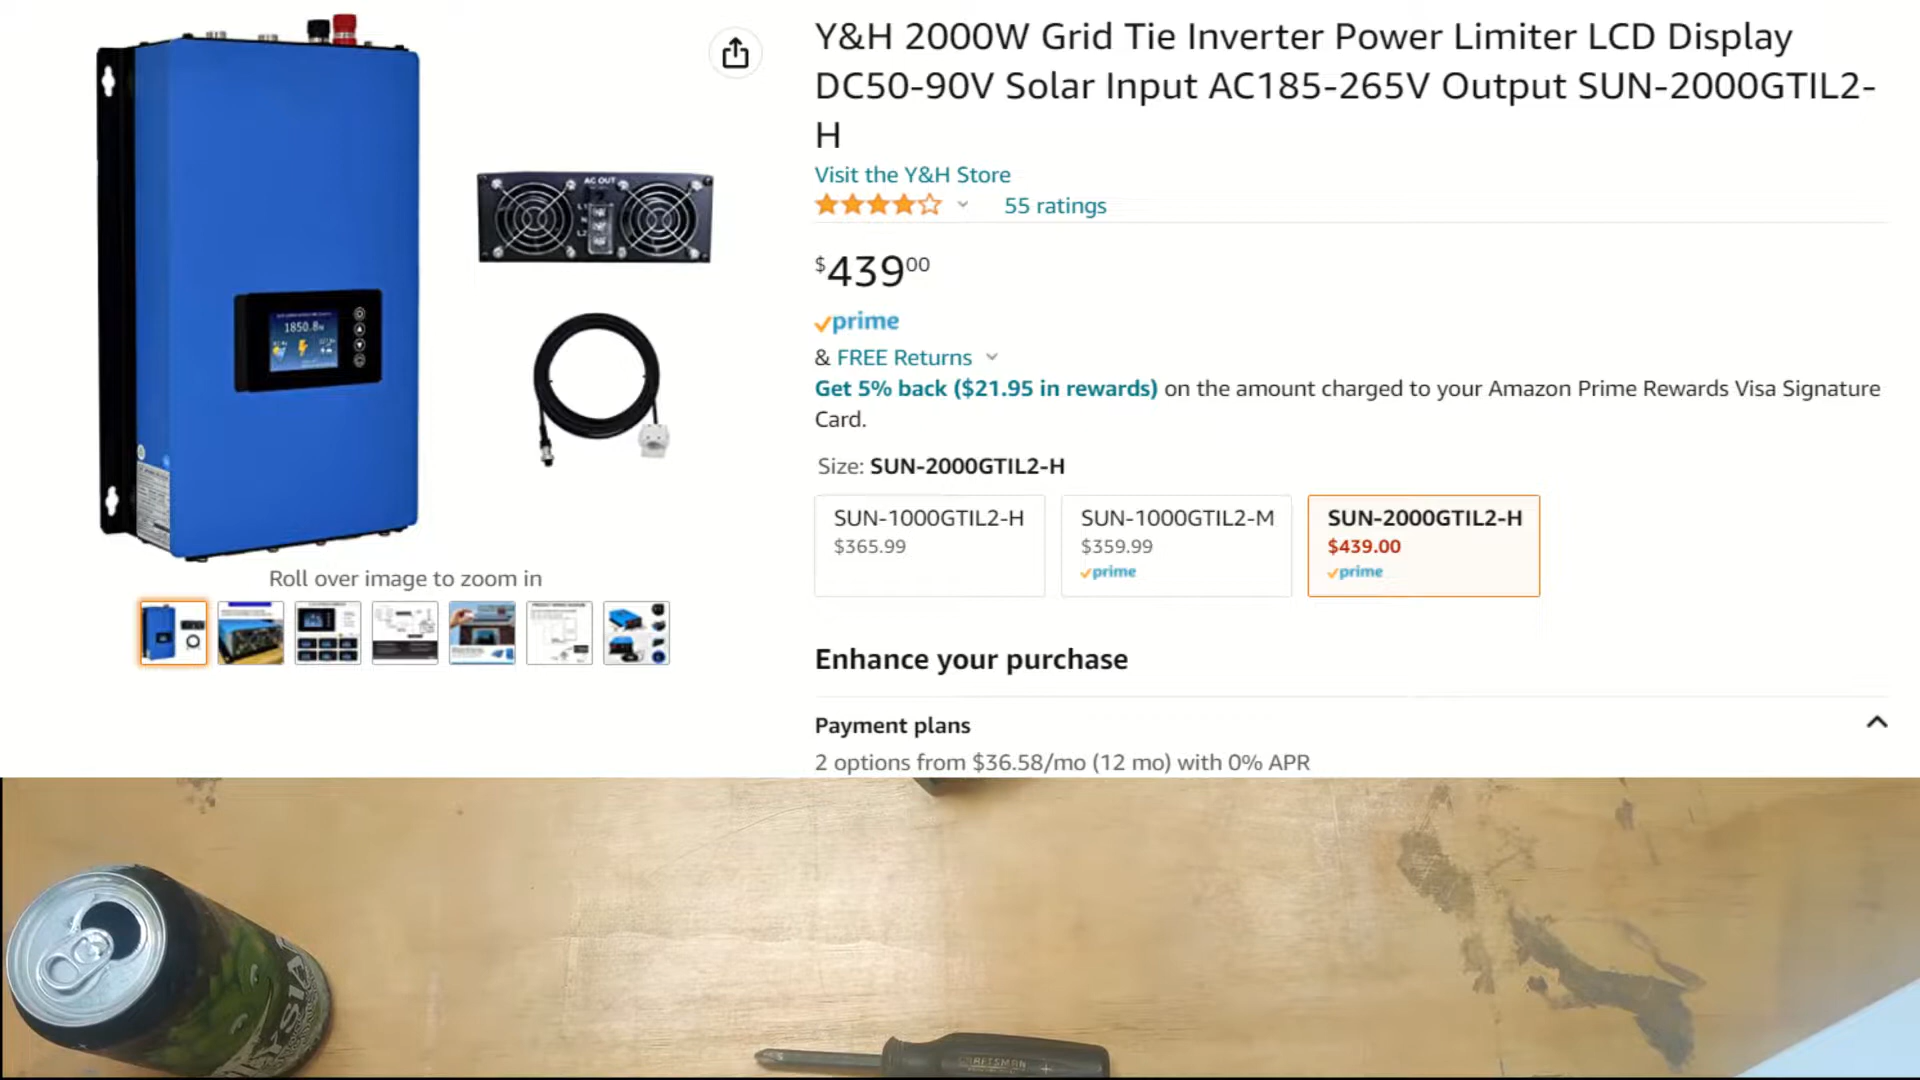 Y&H 2000W Grid Tie Inverter Power Limiter LCD Display
DC50-90V Solar Input AC185-265V Output SUN-2000GTIL2-
H
Visit the Y&H Store
55 ratings
$43900
prime
& FREE Returns
Get 5% back ($21.95 in rewards) on the amount charged to your Amazon Prime Rewards Visa Signature
Card.
Size: SUN-2000GTIL2-H
SUN-1000GTIL2-H
$365.99
SUN-1000GTIL2-M
$359.99
prime
SUN-2000GTIL2-H
$439.00
prime
Enhance your purchase
Payment plans
2 options from $36.58/mo (12 mo) with 0% APR
AC OUT
L1
N
L2
1850.8w
Roll over image to zoom in
CRAFTSMAN